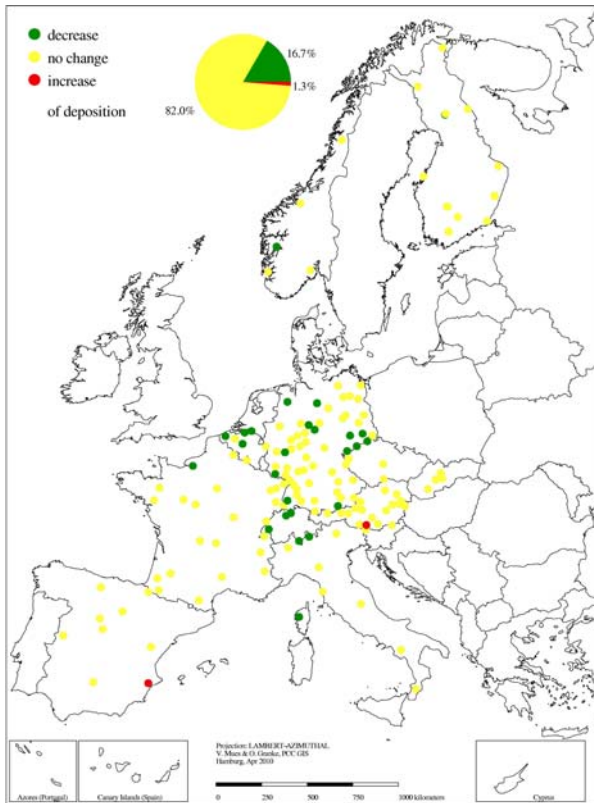 decrease
no change
increase
of deposition
16.7%
1.3%
82.0%
Projection: LAMBERT-AZIMUTHAL
V. Mues & O. Granke, PCC GIS
Hamburg, Apr 2010
0 250 500 1000 kilometers
Azores (Portugal)
Canary Islands (Spain)
Cyprus